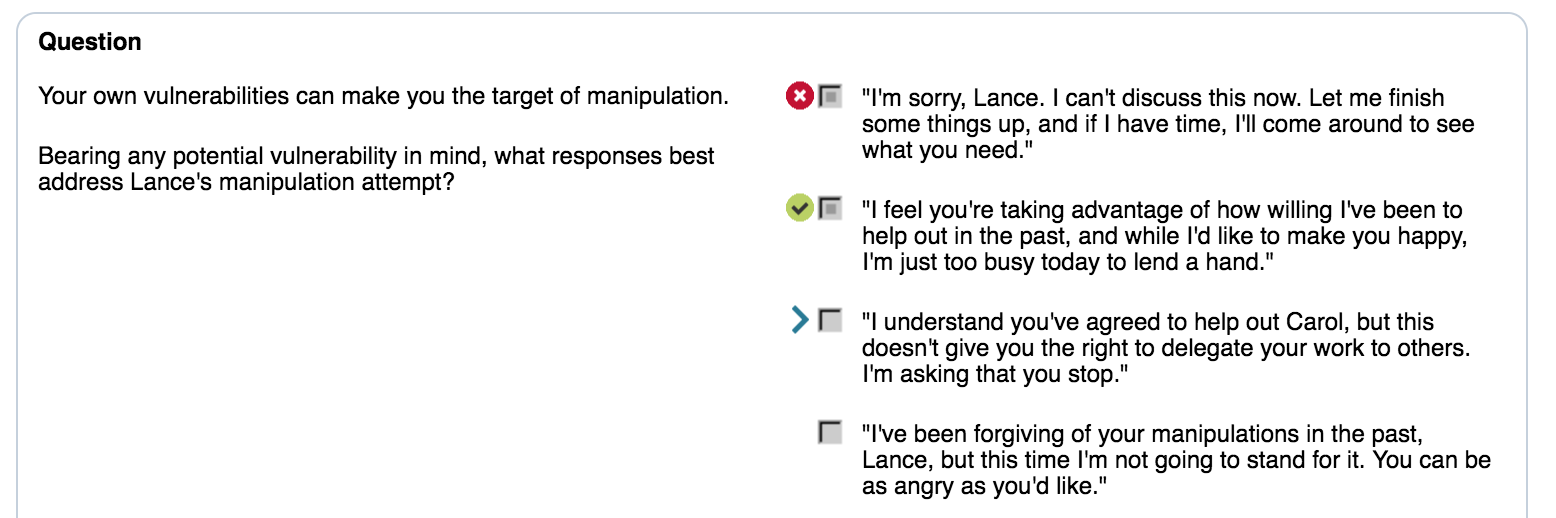 Question
Your own vulnerabilities can make you the target of manipulation.
Bearing any potential vulnerability in mind, what responses best
address Lance's manipulation attempt?
"I'm sorry, Lance. I can't discuss this now. Let me finish
some things up, and if I have time, I'll come around to see
what you need."
"I feel you're taking advantage of how willing I've been to
help out in the past, and while I'd like to make you happy,
I'm just too busy today to lend a hand."
"I understand you've agreed to help out Carol, but this
doesn't give you the right to delegate your work to others.
I'm asking that you stop."
"I've been forgiving of your manipulations in the past,
Lance, but this time I'm not going to stand for it. You can be
as angry as you'd like."